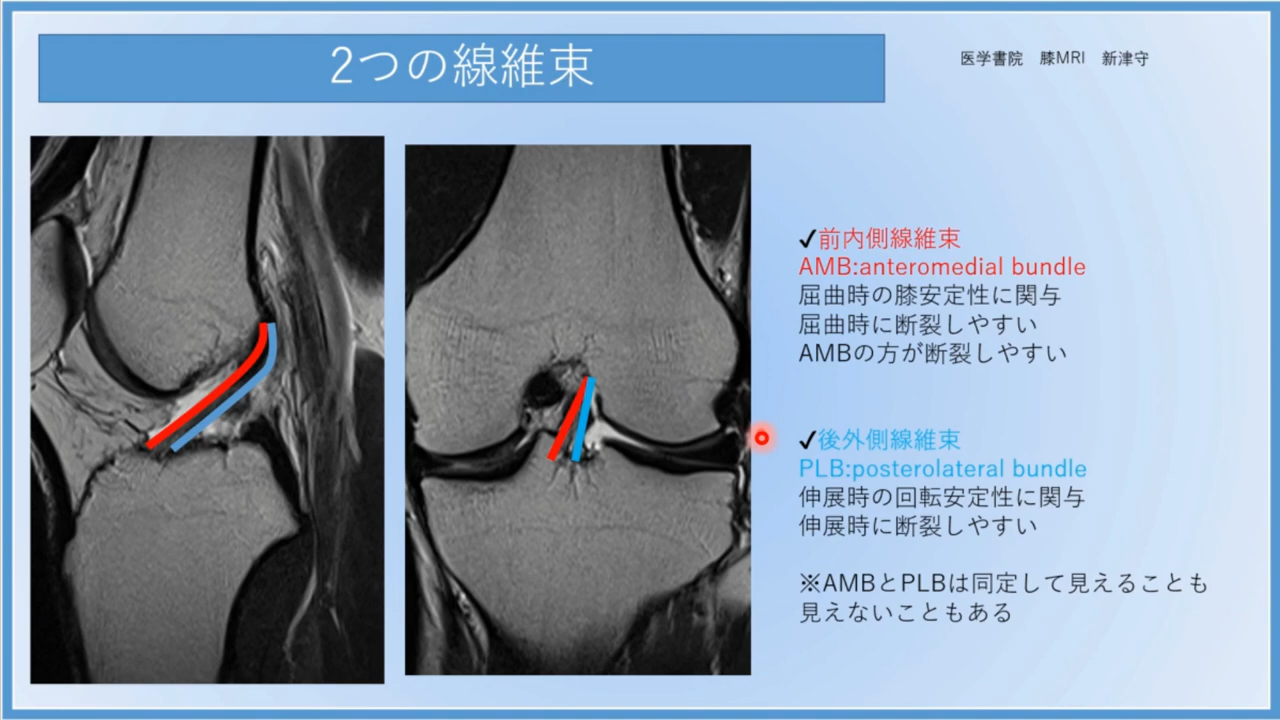 2つの線維束
医学書院 膝MRI 新津守
✓前内側線維束
AMB:anteromedial bundle
屈曲時の膝安定性に関与
屈曲時に断裂しやすい
AMBの方が断裂しやすい
✓後外側線維束
PLB:posterolateral bundle
伸展時の回転安定性に関与
伸展時に断裂しやすい
※AMBとPLBは同定して見えることも
見えないこともある